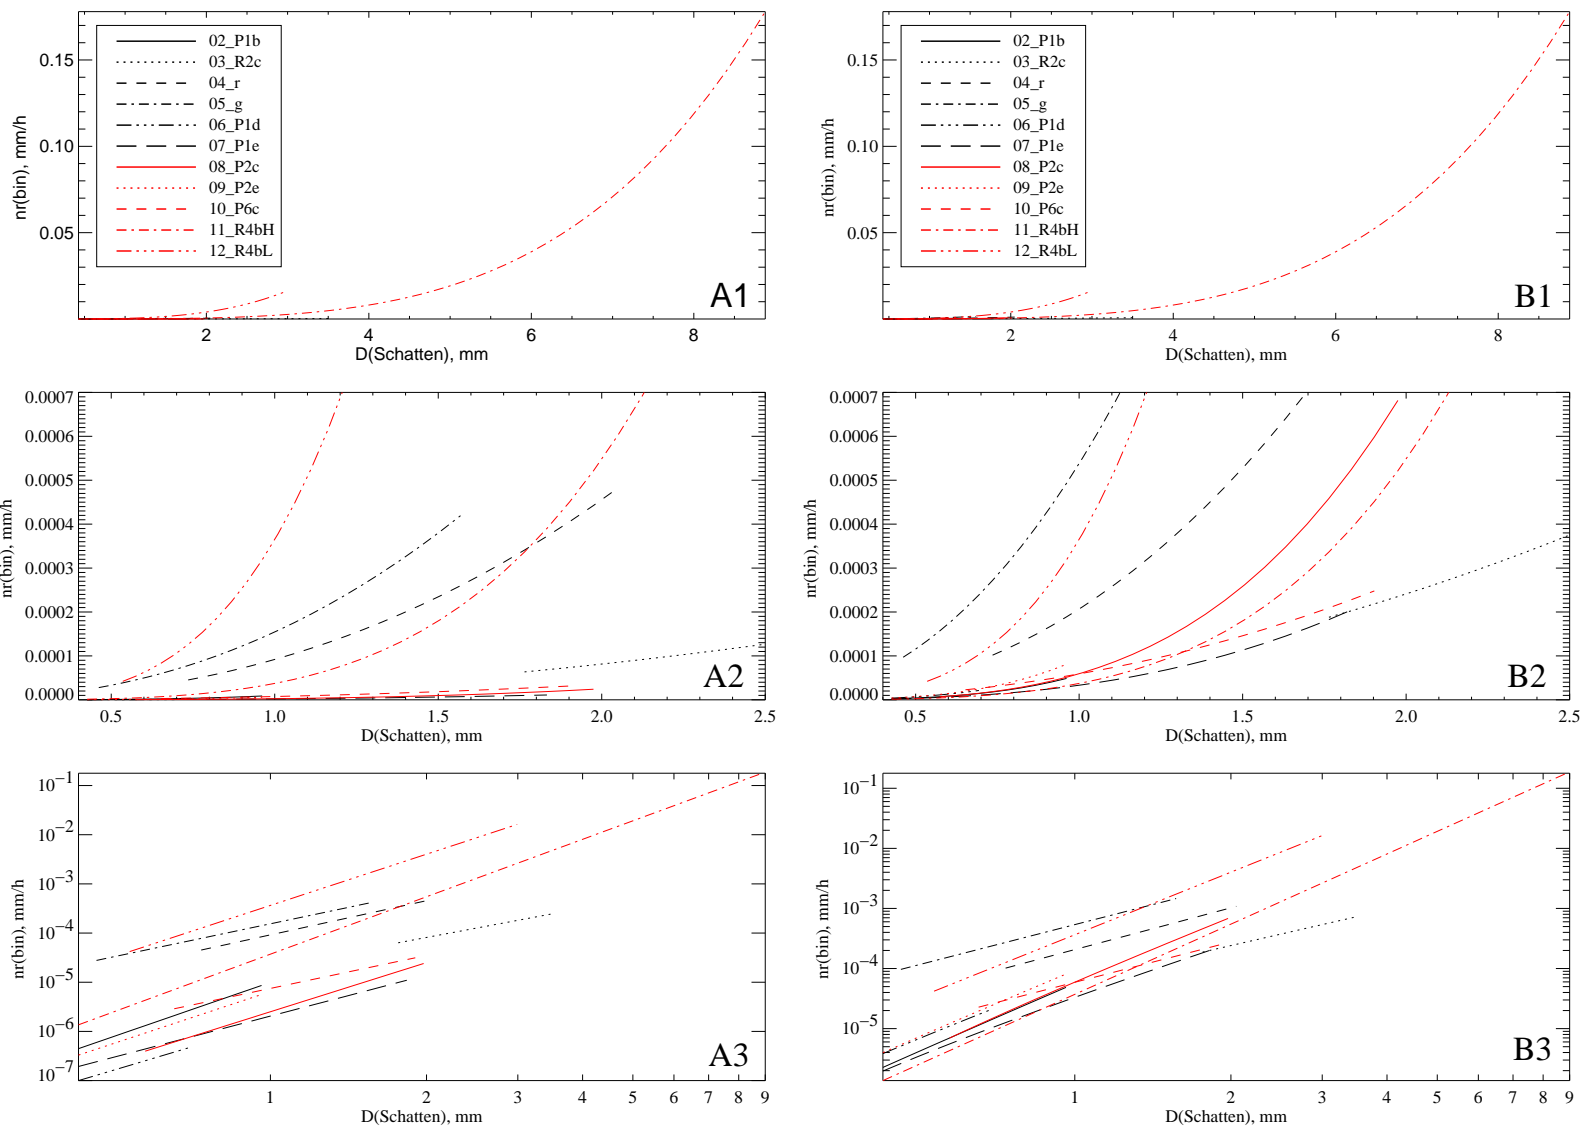 0.15
0.10
0.05
nr(bin), mm/h
02_P1b
03_R2c
04_r
05_g
06_P1d
07_P1e
08_P2c
09_P2e
10_P6c
11_R4bH
12_R4bL
A1
2 4 6 8
D(Schatten), mm
0.15
0.10
0.05
nr(bin), mm/h
02_P1b
03_R2c
04_r
05_g
06_P1d
07_P1e
08_P2c
09_P2e
10_P6c
11_R4bH
12_R4bL
B1
2 4 6 8
D(Schatten), mm
0.0007
0.0006
0.0005
0.0004
0.0003
0.0002
0.0001
0.0000
nr(bin), mm/h
A2
0.5 1.0 1.5 2.0 2.5
D(Schatten), mm
0.0007
0.0006
0.0005
0.0004
0.0003
0.0002
0.0001
0.0000
nr(bin), mm/h
B2
0.5 1.0 1.5 2.0 2.5
D(Schatten), mm
10⁻¹
10⁻²
10⁻³
10⁻⁴
10⁻⁵
10⁻⁶
10⁻⁷
nr(bin), mm/h
A3
1 2 3 4 5 6 7 8 9
D(Schatten), mm
10⁻¹
10⁻²
10⁻³
10⁻⁴
10⁻⁵
nr(bin), mm/h
B3
1 2 3 4 5 6 7 8 9
D(Schatten), mm